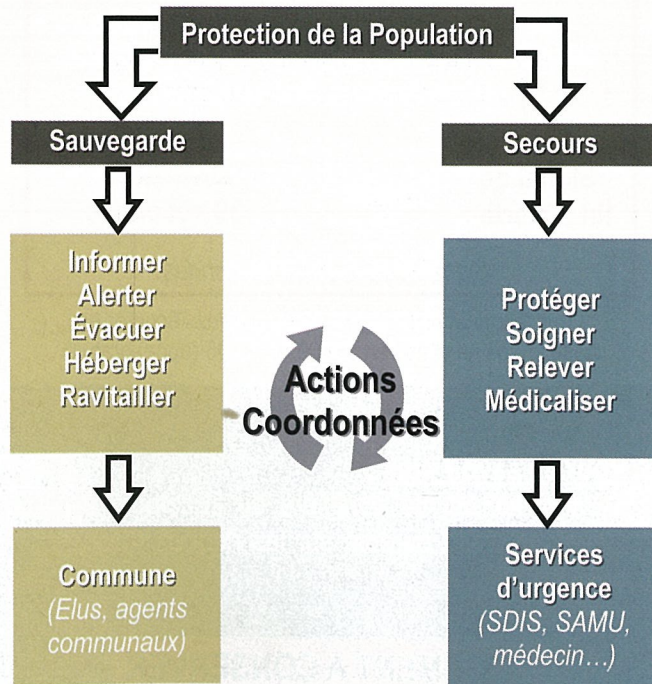 Protection de la Population
Sauvegarde
Secours
Informer
Alerter
Évacuer
Héberger
Ravitailler
Protéger
Soigner
Relever
Médicaliser
Actions
Coordonnées
Commune
(Elus, agents
communaux)
Services
d'urgence
(SDIS, SAMU,
médecin...)